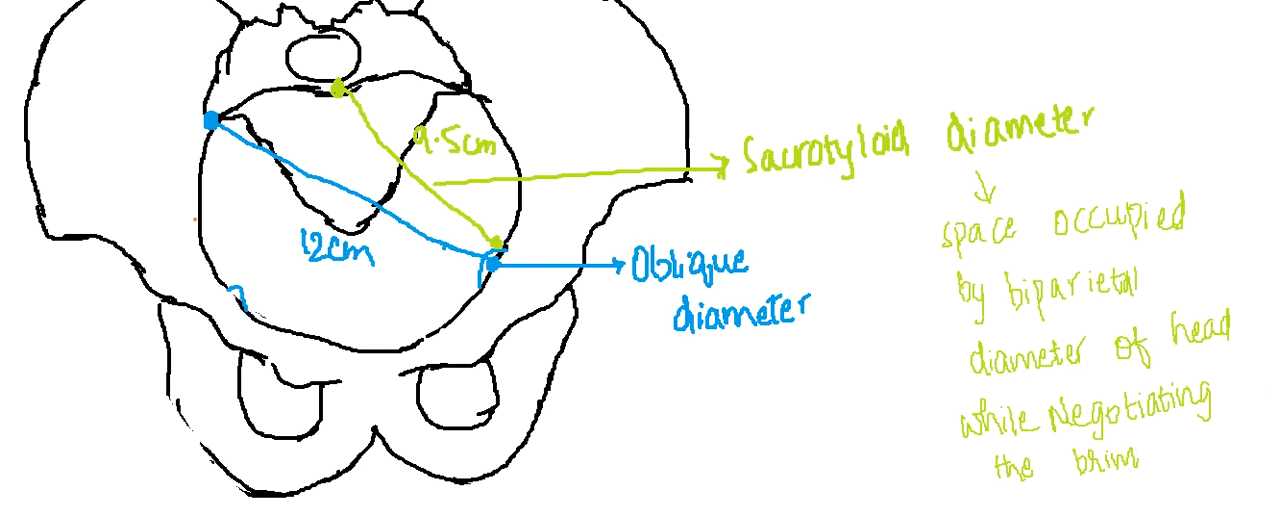 9.5cm
Sacrotyloid diameter
space occupied
by biparietal
diameter of head
while Negotiating
the brim
12cm
Oblique
diameter